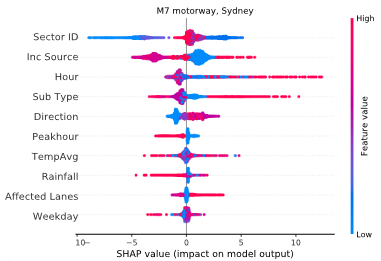 M7 motorway, Sydney
High
Sector ID
Inc Source
Hour
Sub Type
Direction
Peakhour
TempAvg
Rainfall
Affected Lanes
Weekday
Feature value
Low
10− −5 0 5 10
SHAP value (impact on model output)